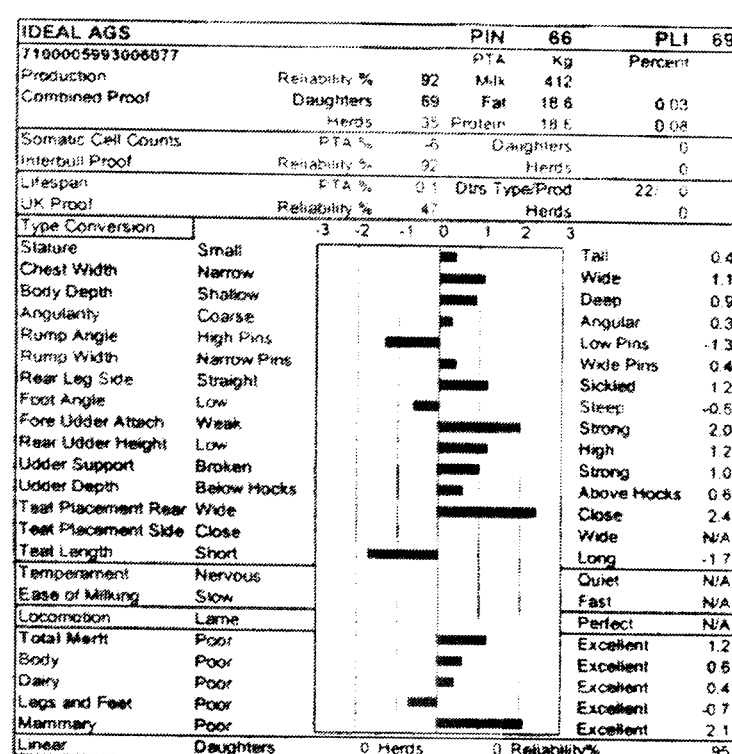 IDEAL AGS PIN 66 PLI 69
7100005993006077 PTA Kg Percent
Production Reliability % 92 Milk 412
Combined Proof Daughters 69 Fat 18.6 0.03
Herds 35 Protein 18.6 0.08
Somatic Cell Counts PTA % -6 Daughters 0
Interbull Proof Reliability % 92 Herds 0
Lifespan PTA % 0.1 Dtrs Type/Prod 22/ 0
UK Proof Reliability % 47 Herds 0
Type Conversion -3 -2 -1 0 1 2 3
Stature Small Tall 0.4
Chest Width Narrow Wide 1.1
Body Depth Shallow Deep 0.9
Angularity Coarse Angular 0.3
Rump Angle High Pins Low Pins -1.3
Rump Width Narrow Pins Wide Pins 0.4
Rear Leg Side Straight Sickled 1.2
Foot Angle Low Steep
Fore Udder Attach Weak Strong 2.0
Rear Udder Height Low High 1.2
Udder Support Broken Strong 1.0
Udder Depth Below Hocks Above Hocks 0.6
Teat Placement Rear Wide Close 2.4
Teat Placement Side Close Wide N/A
Teat Length Short Long -1.7
Temperament Nervous Quiet N/A
Ease of Milking Slow Fast N/A
Locomotion Lame Perfect N/A
Total Merit Poor Excellent 1.2
Body Poor Excellent 0.6
Dairy Poor Excellent 0.4
Legs and Feet Poor Excellent -0.7
Mammary Poor Excellent 2.1
Linear Daughters 0 Herds 0 Reliability% 95